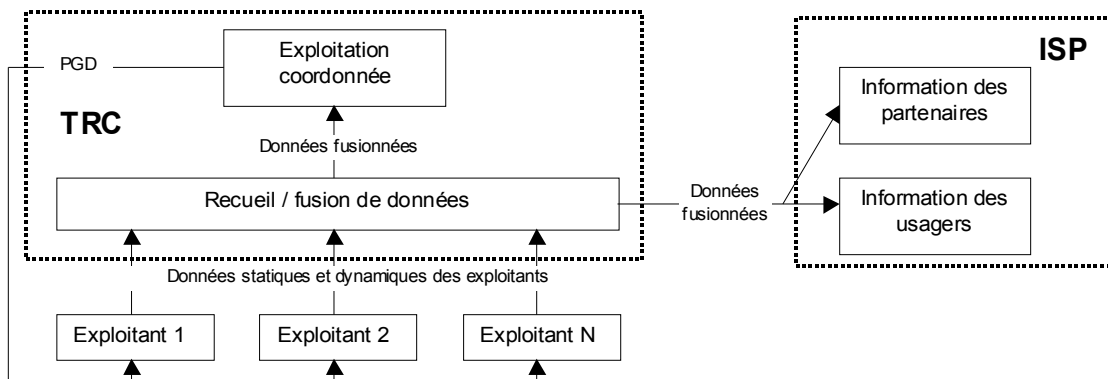 PGD
Exploitation
coordonnée
TRC
Données fusionnées
Recueil / fusion de données
Données statiques et dynamiques des exploitants
Exploitant 1
Exploitant 2
Exploitant N
Données
fusionnées
ISP
Information des
partenaires
Information des
usagers